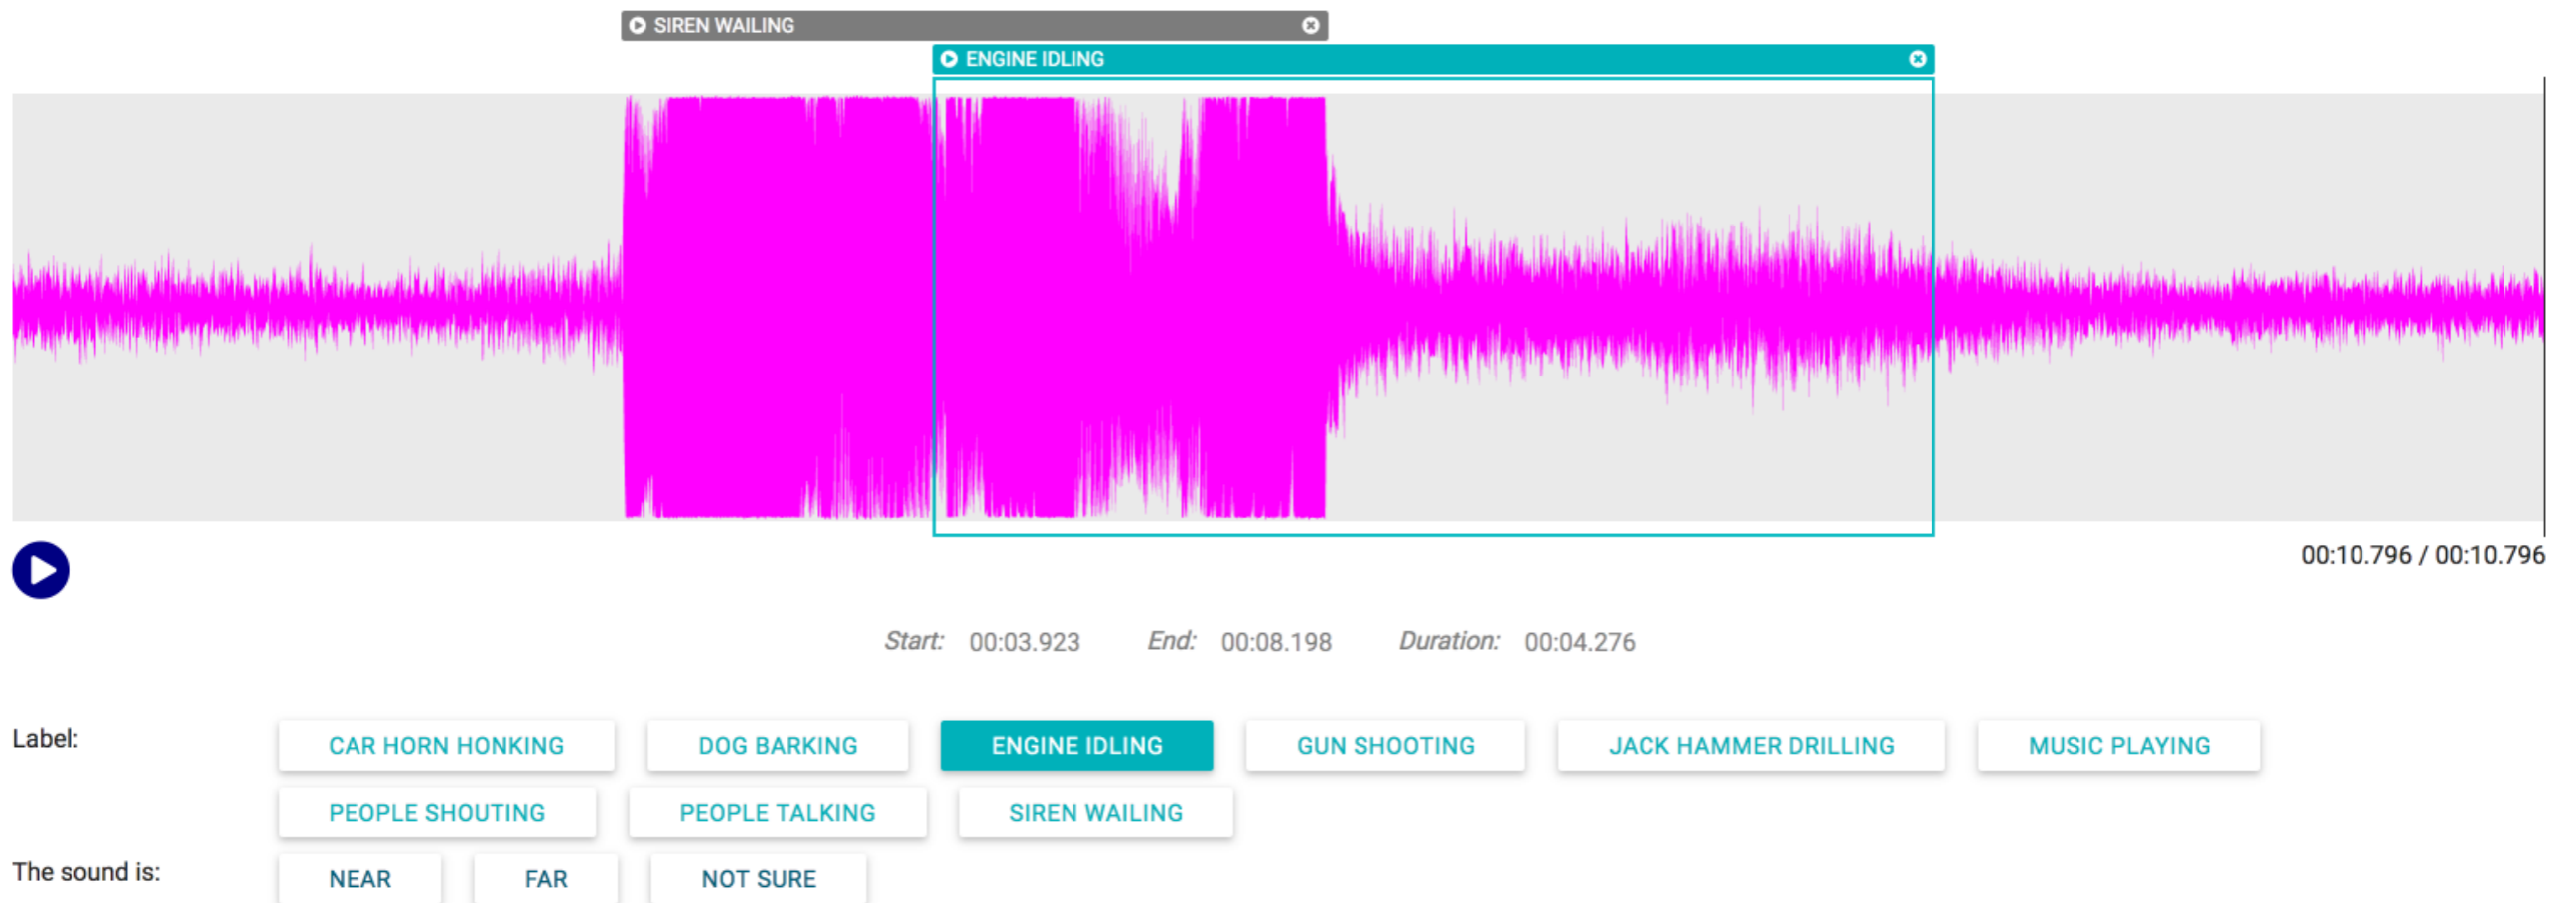 SIREN WAILING
ENGINE IDLING
00:10.796 / 00:10.796
Start: 00:03.923 End: 00:08.198 Duration: 00:04.276
Label: CAR HORN HONKING DOG BARKING ENGINE IDLING GUN SHOOTING JACK HAMMER DRILLING MUSIC PLAYING
PEOPLE SHOUTING PEOPLE TALKING SIREN WAILING
The sound is: NEAR FAR NOT SURE